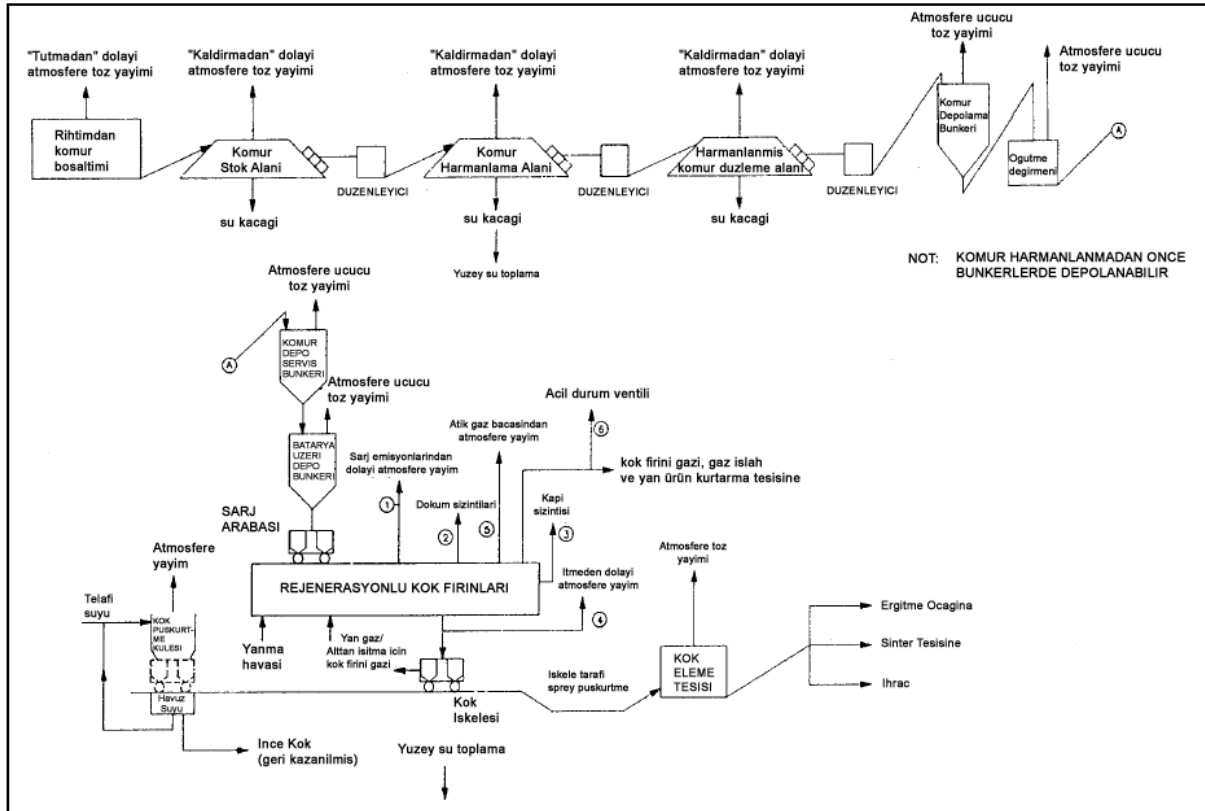 "Tutmadan" dolayi
atmosfere toz yayimi
"Kaldirmadan" dolayi
atmosfere toz yayimi
"Kaldirmadan" dolayi
atmosfere toz yayimi
"Kaldirmadan" dolayi
atmosfere toz yayimi
Atmosfere ucucu
toz yayimi
Atmosfere ucucu
toz yayimi
Rihtimdan
komur
bosaltimi
Komur
Stok Alani
DUZENLEYICI
Komur
Harmanlama Alani
DUZENLEYICI
Harmanlanmis
komur duzleme alani
DUZENLEYICI
Komur
Depolama
Bunkeri
Ogutme
degirmeni
A
su kacagi
su kacagi
su kacagi
Yuzey su toplama
NOT: KOMUR HARMANLANMADAN ONCE
BUNKERLERDE DEPOLANABILIR
Atmosfere ucucu
toz yayimi
A
KOMUR
DEPO
SERVIS
BUNKERI
Atmosfere ucucu
toz yayimi
BATARYA
UZERI
DEPO
BUNKERI
SARJ
ARABASI
Sarj emisyonlarindan
dolayi atmosfere yayim
1
Dokum sizintilari
2
Atik gaz bacasindan
atmosfere yayim
5
Acil durum ventili
6
kok firini gazi, gaz islah
ve yan ürün kurtarma tesisine
Kapi
sizintisi
3
REJENERASYONLU KOK FIRINLARI
Itmeden dolayi
atmosfere yayim
4
Atmosfere
yayim
Telafi
suyu
KOK
PUSKURT-
ME
KULESI
Havuz
Suyu
Yanma
havasi
Yan gaz/
Alttan isitma icin
kok firini gazi
Kok
Iskelesi
Iskele tarafi
sprey puskurtme
Atmosfere toz
yayimi
KOK
ELEME
TESISI
Ergitme Ocagina
Sinter Tesisine
Ihrac
Ince Kok
(geri kazanilmis)
Yuzey su toplama